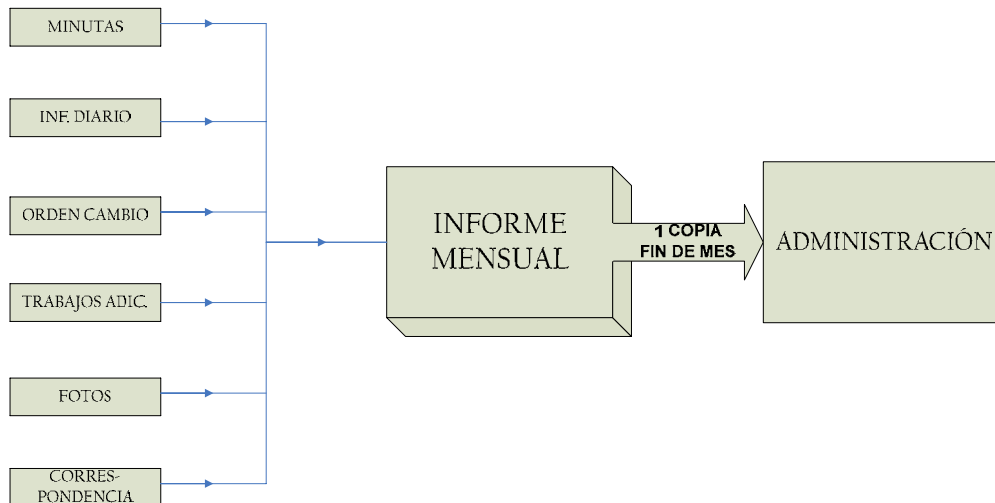 MINUTAS
INF. DIARIO
ORDEN CAMBIO
TRABAJOS ADIC.
FOTOS
CORRES-
PONDENCIA
INFORME
MENSUAL
1 COPIA
FIN DE MES
ADMINISTRACIÓN